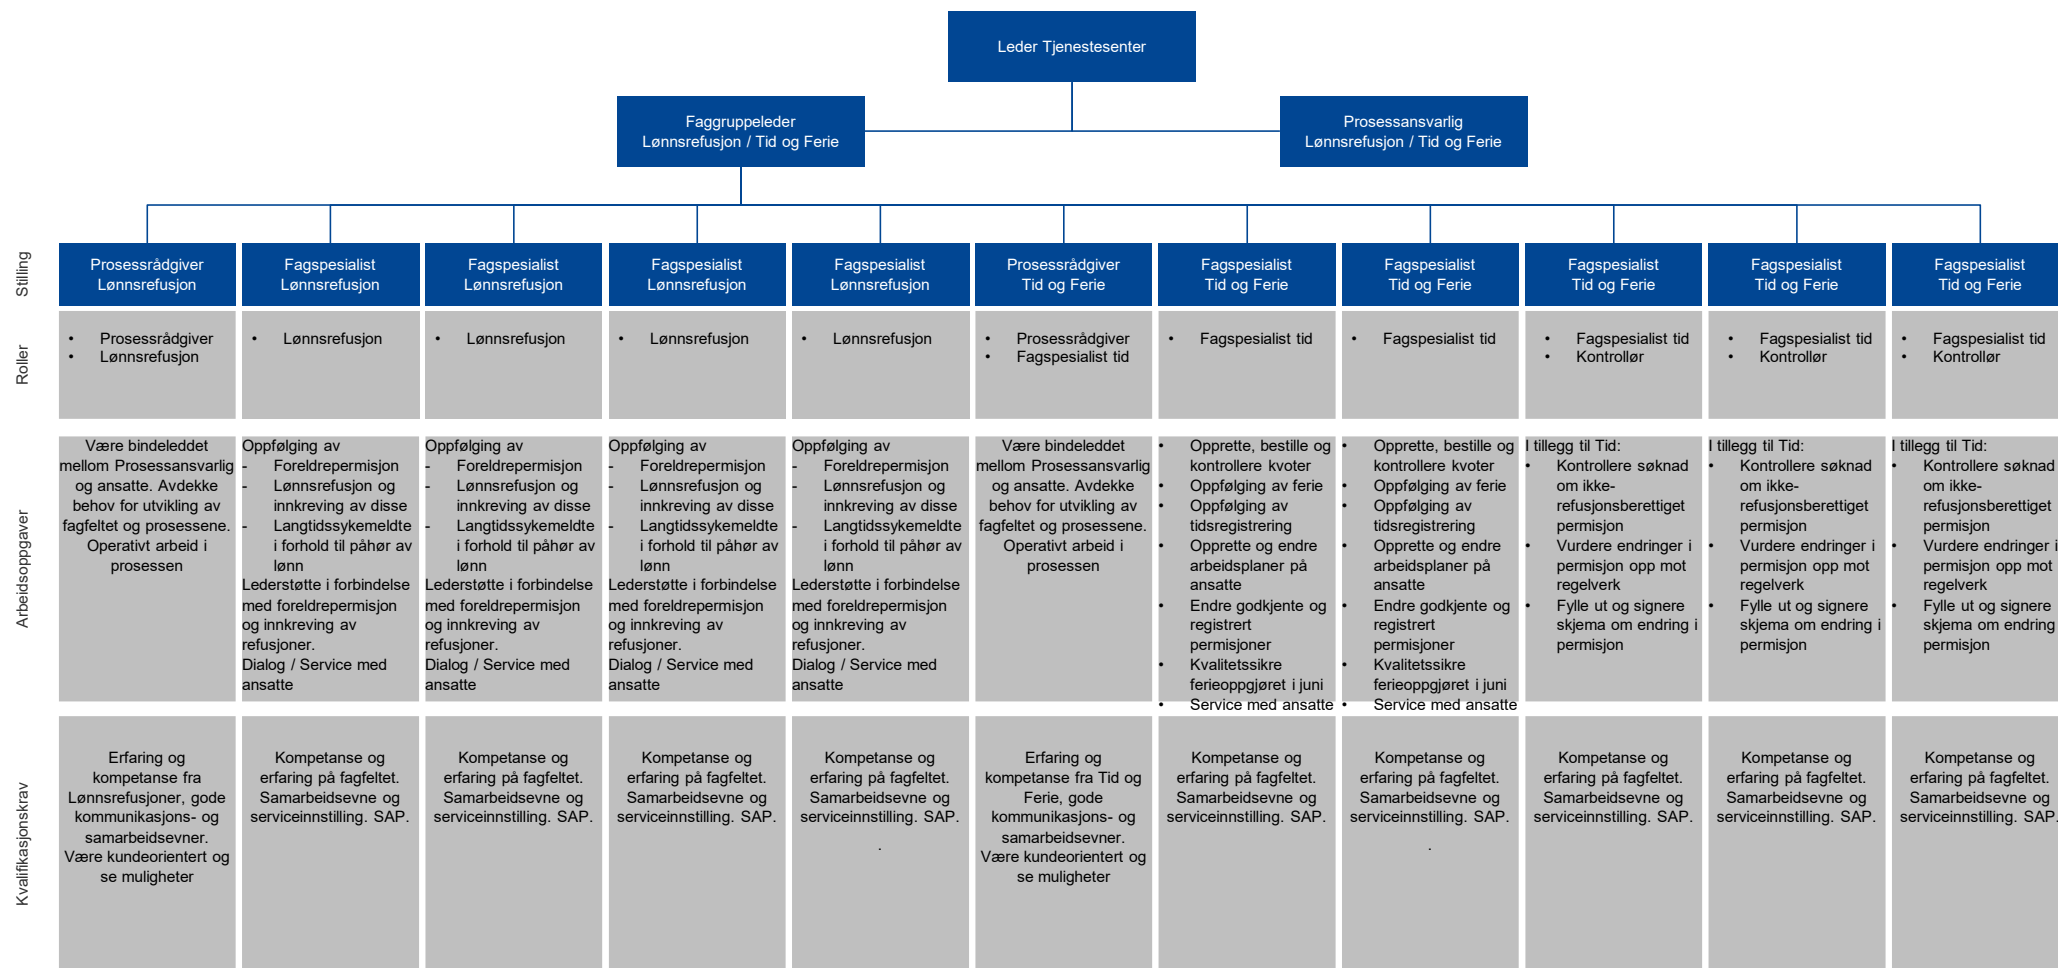 Leder Tjenestesenter
Faggruppeleder
Lønnsrefusjon / Tid og Ferie
Prosessansvarlig
Lønnsrefusjon / Tid og Ferie
Stilling
Prosessrådgiver
Lønnsrefusjon
Fagspesialist
Lønnsrefusjon
Fagspesialist
Lønnsrefusjon
Fagspesialist
Lønnsrefusjon
Fagspesialist
Lønnsrefusjon
Prosessrådgiver
Tid og Ferie
Fagspesialist
Tid og Ferie
Fagspesialist
Tid og Ferie
Fagspesialist
Tid og Ferie
Fagspesialist
Tid og Ferie
Fagspesialist
Tid og Ferie
Roller
• Prosessrådgiver
• Lønnsrefusjon
• Lønnsrefusjon
• Lønnsrefusjon
• Lønnsrefusjon
• Lønnsrefusjon
• Prosessrådgiver
• Fagspesialist tid
• Fagspesialist tid
• Fagspesialist tid
• Fagspesialist tid
• Kontrollør
• Fagspesialist tid
• Kontrollør
• Fagspesialist tid
• Kontrollør
Arbeidsoppgaver
Være bindeleddet
mellom Prosessansvarlig
og ansatte. Avdekke
behov for utvikling av
fagfeltet og prosessene.
Operativt arbeid i
prosessen
Oppfølging av
- Foreldrepermisjon
- Lønnsrefusjon og
innkreving av disse
- Langtidssykemeldte
i forhold til påhør av
lønn
Lederstøtte i forbindelse
med foreldrepermisjon
og innkreving av
refusjoner.
Dialog / Service med
ansatte
Oppfølging av
- Foreldrepermisjon
- Lønnsrefusjon og
innkreving av disse
- Langtidssykemeldte
i forhold til påhør av
lønn
Lederstøtte i forbindelse
med foreldrepermisjon
og innkreving av
refusjoner.
Dialog / Service med
ansatte
Oppfølging av
- Foreldrepermisjon
- Lønnsrefusjon og
innkreving av disse
- Langtidssykemeldte
i forhold til påhør av
lønn
Lederstøtte i forbindelse
med foreldrepermisjon
og innkreving av
refusjoner.
Dialog / Service med
ansatte
Oppfølging av
- Foreldrepermisjon
- Lønnsrefusjon og
innkreving av disse
- Langtidssykemeldte
i forhold til påhør av
lønn
Lederstøtte i forbindelse
med foreldrepermisjon
og innkreving av
refusjoner.
Dialog / Service med
ansatte
Være bindeleddet
mellom Prosessansvarlig
og ansatte. Avdekke
behov for utvikling av
fagfeltet og prosessene.
Operativt arbeid i
prosessen
• Opprette, bestille og
kontrollere kvoter
• Oppfølging av ferie
• Oppfølging av
tidsregistrering
• Opprette og endre
arbeidsplaner på
ansatte
• Endre godkjente og
registrert
permisjoner
• Kvalitetssikre
ferieoppgjøret i juni
• Service med ansatte
• Opprette, bestille og
kontrollere kvoter
• Oppfølging av ferie
• Oppfølging av
tidsregistrering
• Opprette og endre
arbeidsplaner på
ansatte
• Endre godkjente og
registrert
permisjoner
• Kvalitetssikre
ferieoppgjøret i juni
• Service med ansatte
I tillegg til Tid:
• Kontrollere søknad
om ikke-
refusjonsberettiget
permisjon
• Vurdere endringer i
permisjon opp mot
regelverk
• Fylle ut og signere
skjema om endring i
permisjon
I tillegg til Tid:
• Kontrollere søknad
om ikke-
refusjonsberettiget
permisjon
• Vurdere endringer i
permisjon opp mot
regelverk
• Fylle ut og signere
skjema om endring i
permisjon
I tillegg til Tid:
• Kontrollere søknad
om ikke-
refusjonsberettiget
permisjon
• Vurdere endringer i
permisjon opp mot
regelverk
• Fylle ut og signere
skjema om endring i
permisjon
Kvalifikasjonskrav
Erfaring og
kompetanse fra
Lønnsrefusjoner, gode
kommunikasjons- og
samarbeidsevner.
Være kundeorientert og
se muligheter
Kompetanse og
erfaring på fagfeltet.
Samarbeidsevne og
serviceinnstilling. SAP.
Kompetanse og
erfaring på fagfeltet.
Samarbeidsevne og
serviceinnstilling. SAP.
Kompetanse og
erfaring på fagfeltet.
Samarbeidsevne og
serviceinnstilling. SAP.
Kompetanse og
erfaring på fagfeltet.
Samarbeidsevne og
serviceinnstilling. SAP.
.
Erfaring og
kompetanse fra Tid og
Ferie, gode
kommunikasjons- og
samarbeidsevner.
Være kundeorientert og
se muligheter
Kompetanse og
erfaring på fagfeltet.
Samarbeidsevne og
serviceinnstilling. SAP.
Kompetanse og
erfaring på fagfeltet.
Samarbeidsevne og
serviceinnstilling. SAP.
.
Kompetanse og
erfaring på fagfeltet.
Samarbeidsevne og
serviceinnstilling. SAP.
Kompetanse og
erfaring på fagfeltet.
Samarbeidsevne og
serviceinnstilling. SAP.
Kompetanse og
erfaring på fagfeltet.
Samarbeidsevne og
serviceinnstilling. SAP.